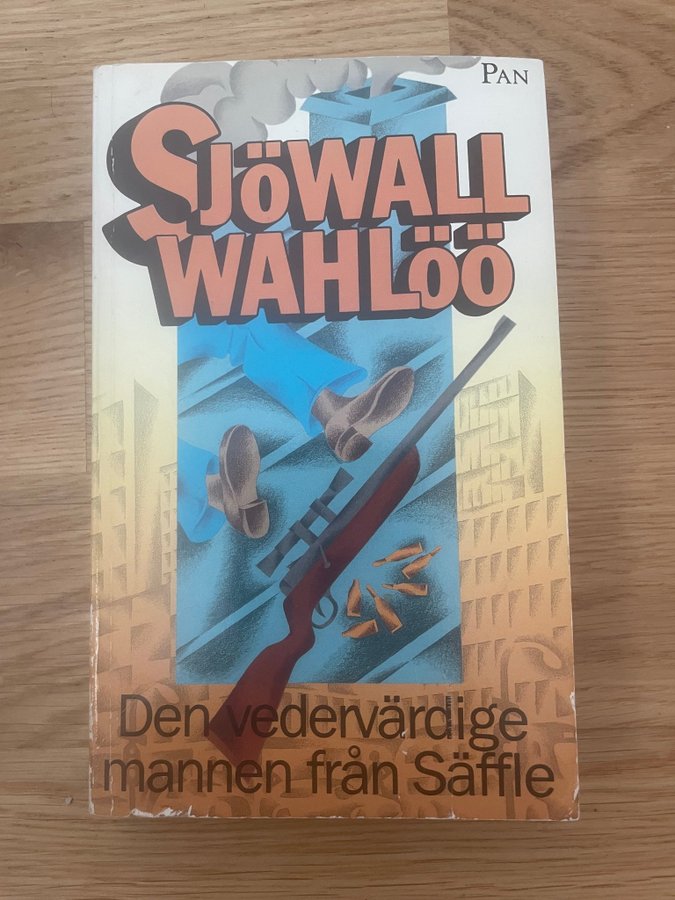 PAN
SJÖWALL
WAHLÖÖ
Den vedervärdige
mannen från Säffle